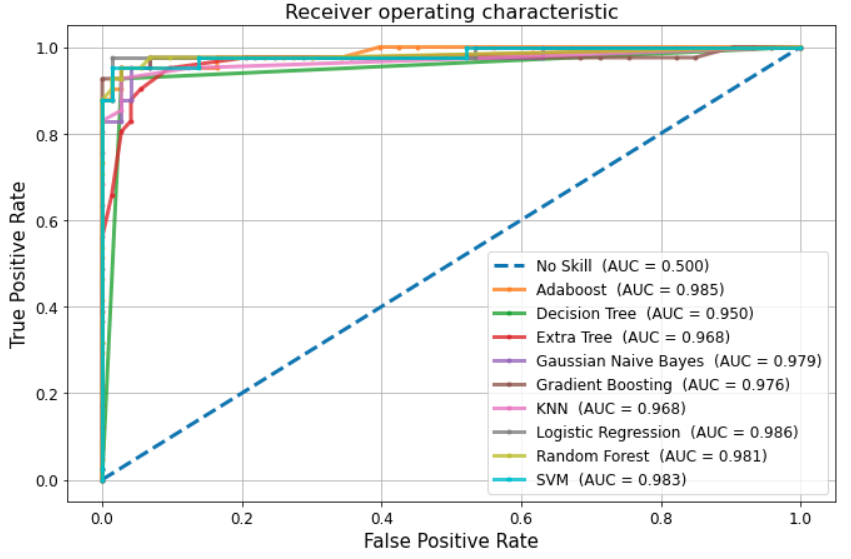 Receiver operating characteristic
1.0
0.8
0.6
0.4
0.2
0.0
True Positive Rate
No Skill (AUC = 0.500)
Adaboost (AUC = 0.985)
Decision Tree (AUC = 0.950)
Extra Tree (AUC = 0.968)
Gaussian Naive Bayes (AUC = 0.979)
Gradient Boosting (AUC = 0.976)
KNN (AUC = 0.968)
Logistic Regression (AUC = 0.986)
Random Forest (AUC = 0.981)
SVM (AUC = 0.983)
0.0 0.2 0.4 0.6 0.8 1.0
False Positive Rate